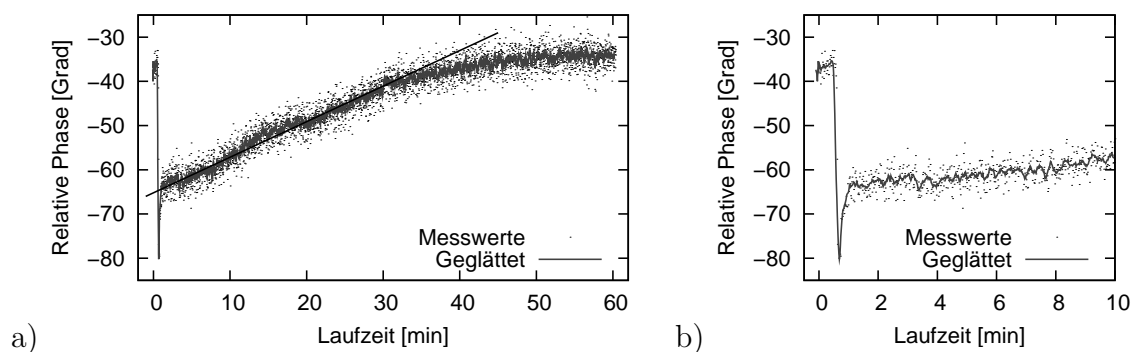 Relative Phase [Grad]
−30
−40
−50
−60
−70
−80
Messwerte
Geglättet
0 10 20 30 40 50 60
Laufzeit [min]
a)
Relative Phase [Grad]
−30
−40
−50
−60
−70
−80
Messwerte
Geglättet
0 2 4 6 8 10
Laufzeit [min]
b)